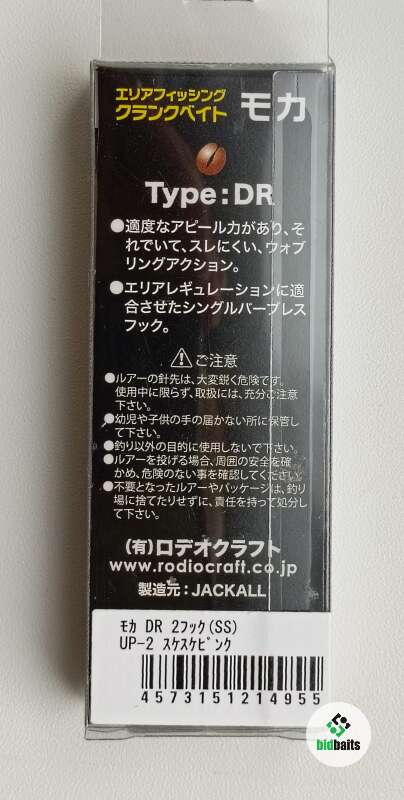 エリアフィッシング
クランクベイト モカ
Type:DR
●適度なアピール力があり、そ
れでいて、スレにくい、ウォブ
リングアクション。
●エリアレギュレーションに適
合させたシングルバーブレス
フック。
⚠ご注意
●ルアーの針先は、大変鋭く危険です。
使用中に限らず、取扱には、充分ご注意
下さい。
●幼児や子供の手の届かない所に保管し
て下さい。
●釣り以外の目的に使用しないで下さい。
●ルアーを投げる場合、周囲の安全を確
かめ、危険のない事を確認してください。
●不要となったルアーやパッケージは、釣り
場に捨てたりせずに、責任を持って処分し
て下さい。
(有)ロデオクラフト
www.rodiocraft.co.jp
製造元:JACKALL
ﾓｶ DR 2ﾌｯｸ(SS)
UP-2 ｽｹｽｹﾋﾟﾝｸ
4573151214955
bidbaits